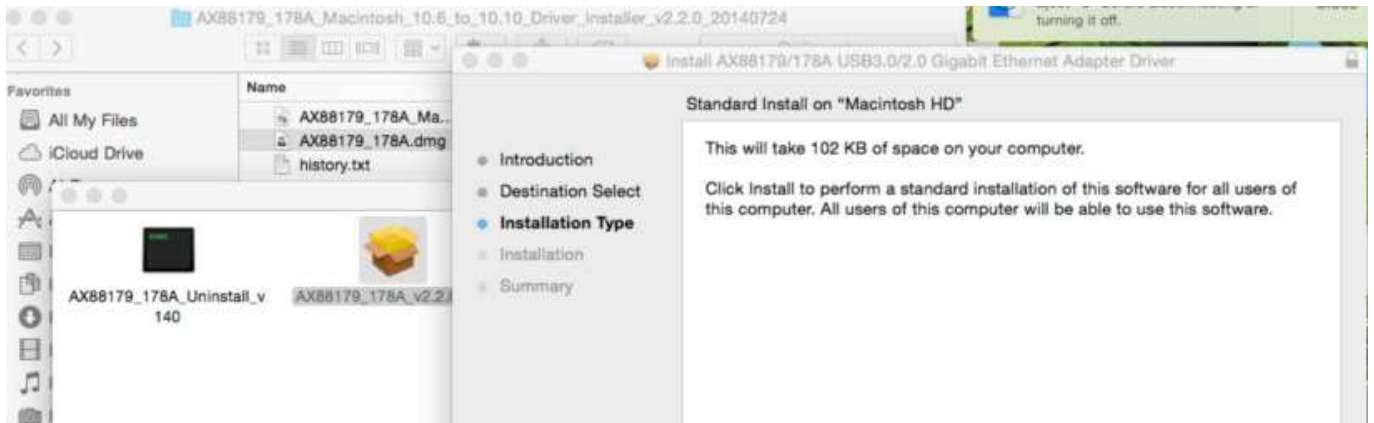 AX88179_178A_Macintosh_10.6_to_10.10_Driver_Installer_v2.2.0_20140724
turning it off.
Install AX88179/178A USB3.0/2.0 Gigabit Ethernet Adapter Driver
Favorites
Name
All My Files
iCloud Drive
AX88179_178A_Ma...
AX88179_178A.dmg
history.txt
AX88179_178A_Uninstall_v
140
AX88179_178A_v2.2.
Standard Install on "Macintosh HD"
Introduction
Destination Select
Installation Type
Installation
Summary
This will take 102 KB of space on your computer.
Click Install to perform a standard installation of this software for all users of
this computer. All users of this computer will be able to use this software.